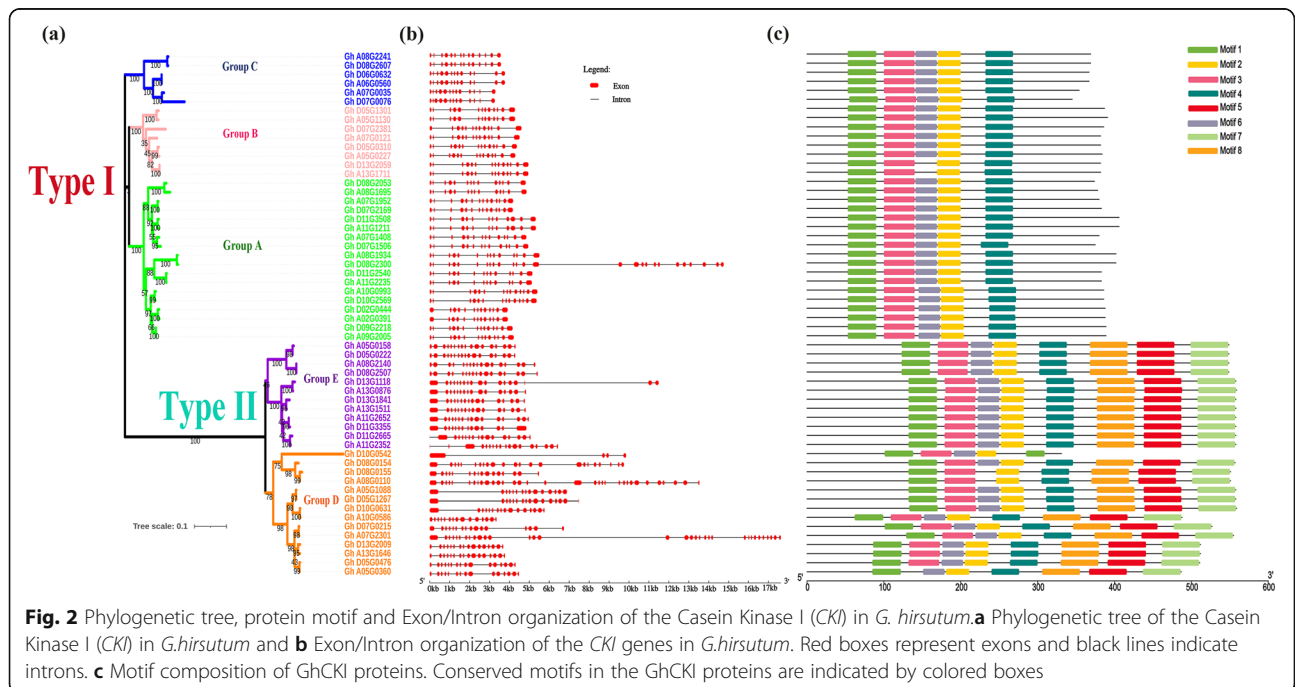 (a)
(b)
(c)
Group C
Group B
Type I
Group A
Type II
Group E
Group D
Tree scale: 0.1
Gh A08G2241
Gh D08G2607
Gh D06G0632
Gh A06G0560
Gh A07G0035
Gh D07G0076
Gh D05G1301
Gh A05G1130
Gh D07G2381
Gh A07G0121
Gh D05G0310
Gh A05G0227
Gh D13G2059
Gh A13G1711
Gh D08G2053
Gh A08G1695
Gh A07G1952
Gh D07G2169
Gh D11G3508
Gh A11G1211
Gh A07G1408
Gh D07G1506
Gh A08G1934
Gh D08G2300
Gh D11G2540
Gh A11G2235
Gh A10G0993
Gh D10G2569
Gh D02G0444
Gh A02G0391
Gh D09G2218
Gh A09G2005
Gh A05G0158
Gh D05G0222
Gh A08G2140
Gh D08G2507
Gh D13G1118
Gh A13G0876
Gh D13G1841
Gh A13G1511
Gh A11G2652
Gh D11G3355
Gh D11G2665
Gh A11G2352
Gh D10G0542
Gh D08G0154
Gh D08G0155
Gh A08G0110
Gh A05G1088
Gh D05G1267
Gh D10G0631
Gh A10G0586
Gh D07G0215
Gh A07G2301
Gh D13G2009
Gh A13G1646
Gh D05G0476
Gh A05G0360
Legend:
Exon
Intron
5' 3'
0kb 1kb 2kb 3kb 4kb 5kb 6kb 7kb 8kb 9kb 10kb 11kb 12kb 13kb 14kb 15kb 16kb 17kb
Motif 1
Motif 2
Motif 3
Motif 4
Motif 5
Motif 6
Motif 7
Motif 8
5' 3'
0 100 200 300 400 500 600
Fig. 2 Phylogenetic tree, protein motif and Exon/Intron organization of the Casein Kinase I (CKI) in G. hirsutum.a Phylogenetic tree of the Casein
Kinase I (CKI) in G.hirsutum and b Exon/Intron organization of the CKI genes in G.hirsutum. Red boxes represent exons and black lines indicate
introns. c Motif composition of GhCKI proteins. Conserved motifs in the GhCKI proteins are indicated by colored boxes